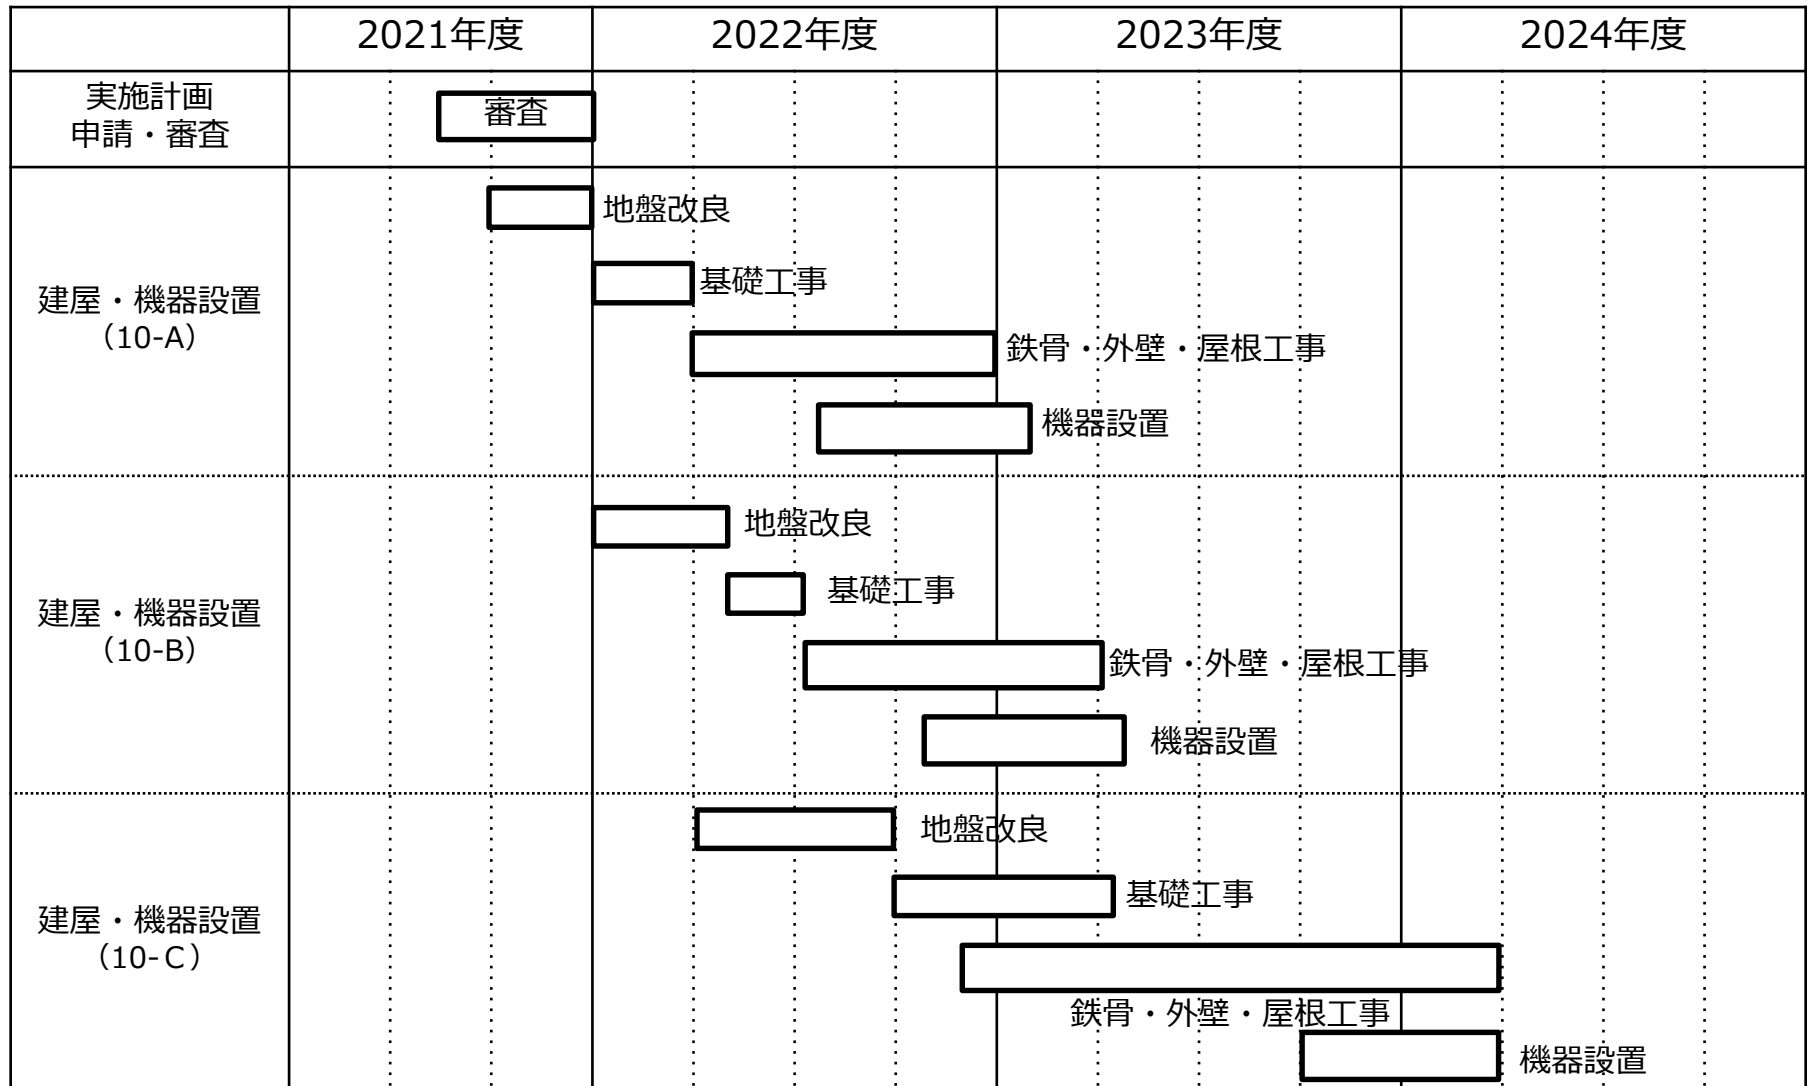 2021年度 2022年度 2023年度 2024年度
実施計画
申請・審査
審査
建屋・機器設置
（10-A）
地盤改良
基礎工事
鉄骨・外壁・屋根工事
機器設置
建屋・機器設置
（10-B）
地盤改良
基礎工事
鉄骨・外壁・屋根工事
機器設置
建屋・機器設置
（10-Ｃ）
地盤改良
基礎工事
鉄骨・外壁・屋根工事
機器設置